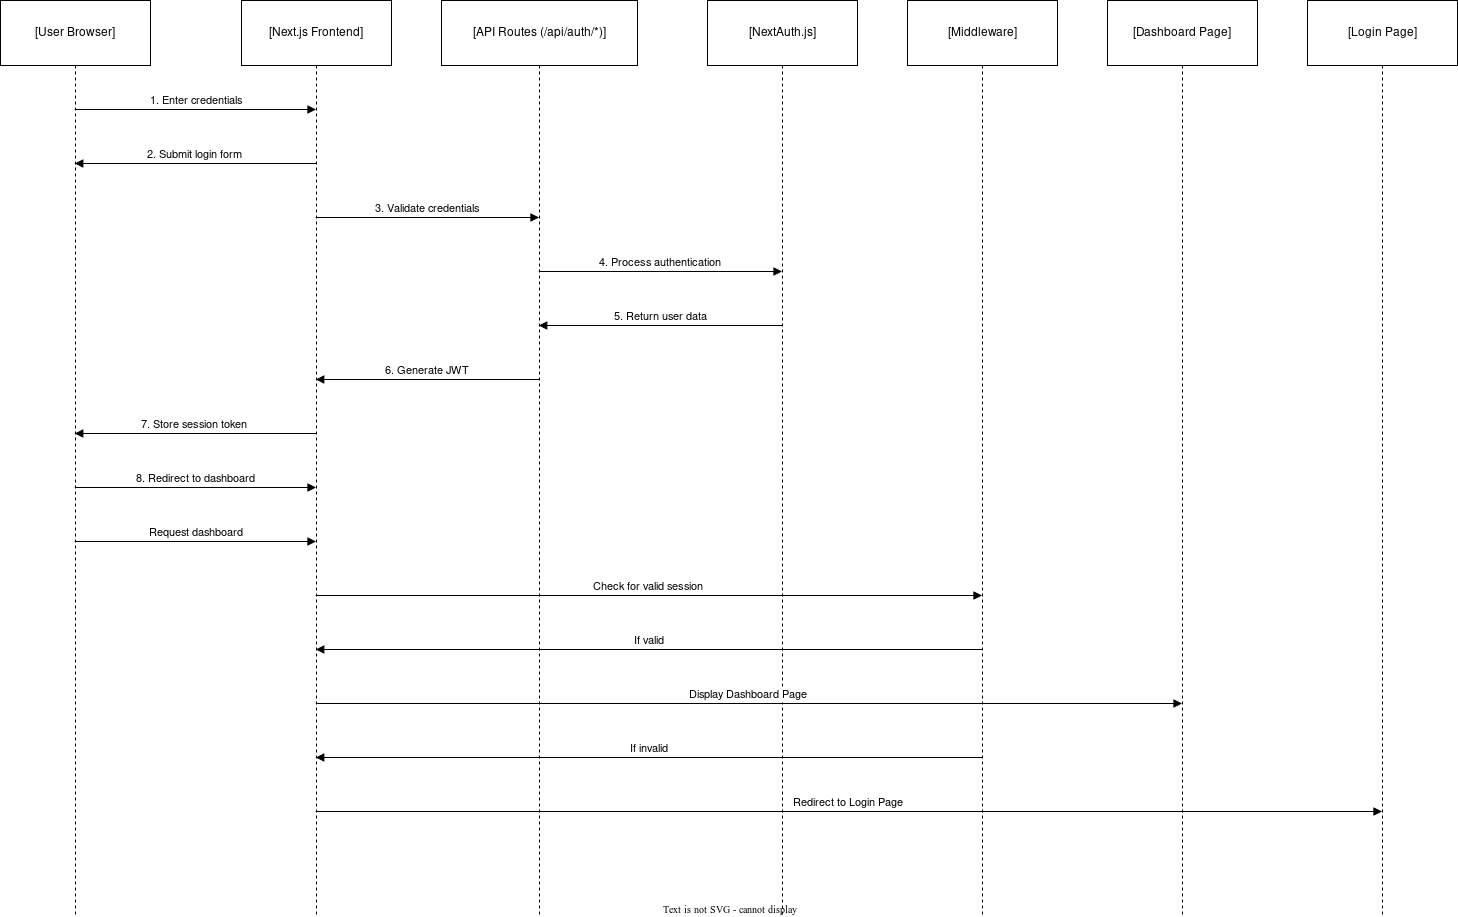 [User Browser]
[Next.js Frontend]
[API Routes (/api/auth/*)]
[NextAuth.js]
[Middleware]
[Dashboard Page]
[Login Page]
1. Enter credentials
2. Submit login form
3. Validate credentials
4. Process authentication
5. Return user data
6. Generate JWT
7. Store session token
8. Redirect to dashboard
Request dashboard
Check for valid session
If valid
Display Dashboard Page
If invalid
Redirect to Login Page
Text is not SVG - cannot display